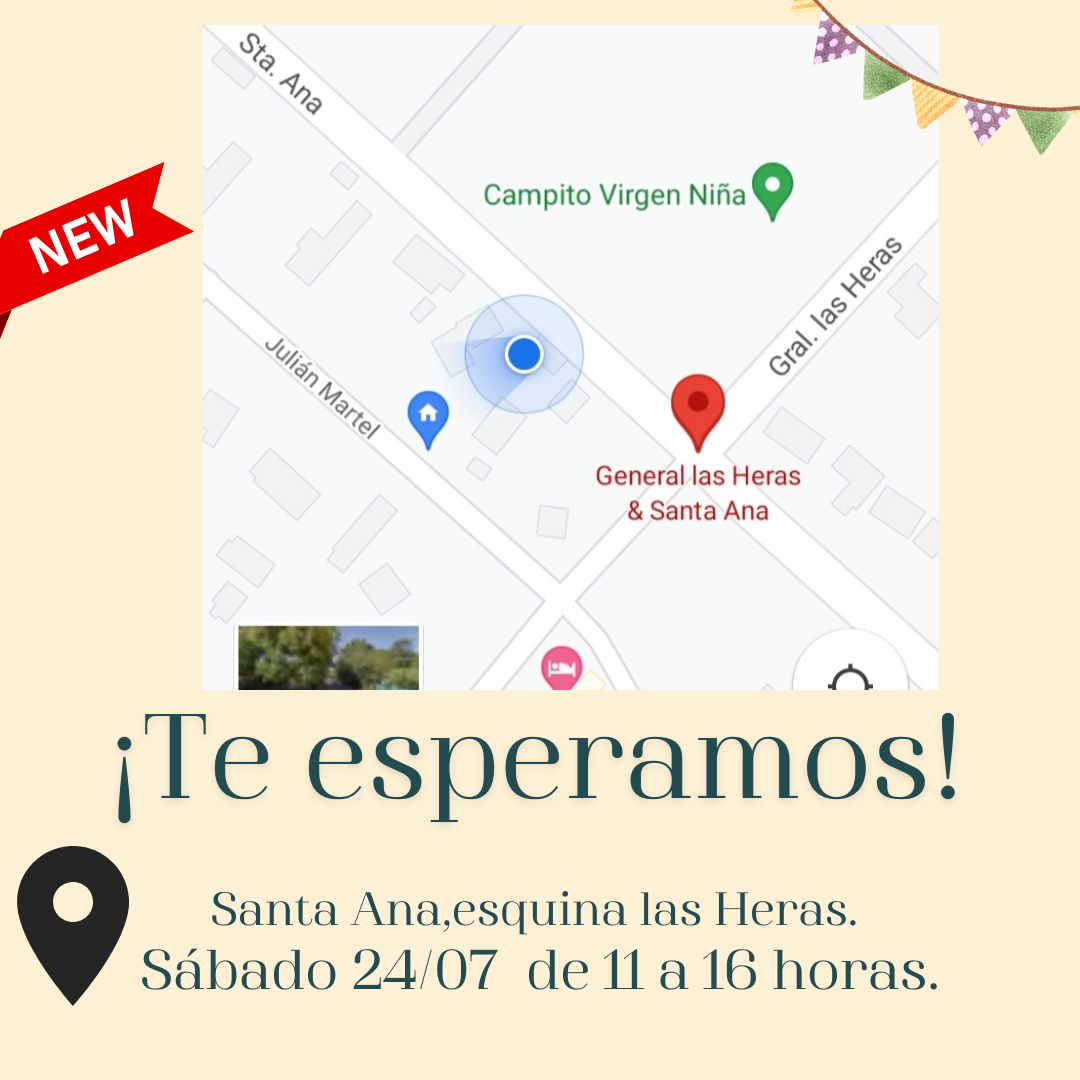 Sta. Ana
Campito Virgen Niña
NEW
Gral. las Heras
Julián Martel
General las Heras
& Santa Ana
¡Te esperamos!
Santa Ana,esquina las Heras.
Sábado 24/07 de 11 a 16 horas.